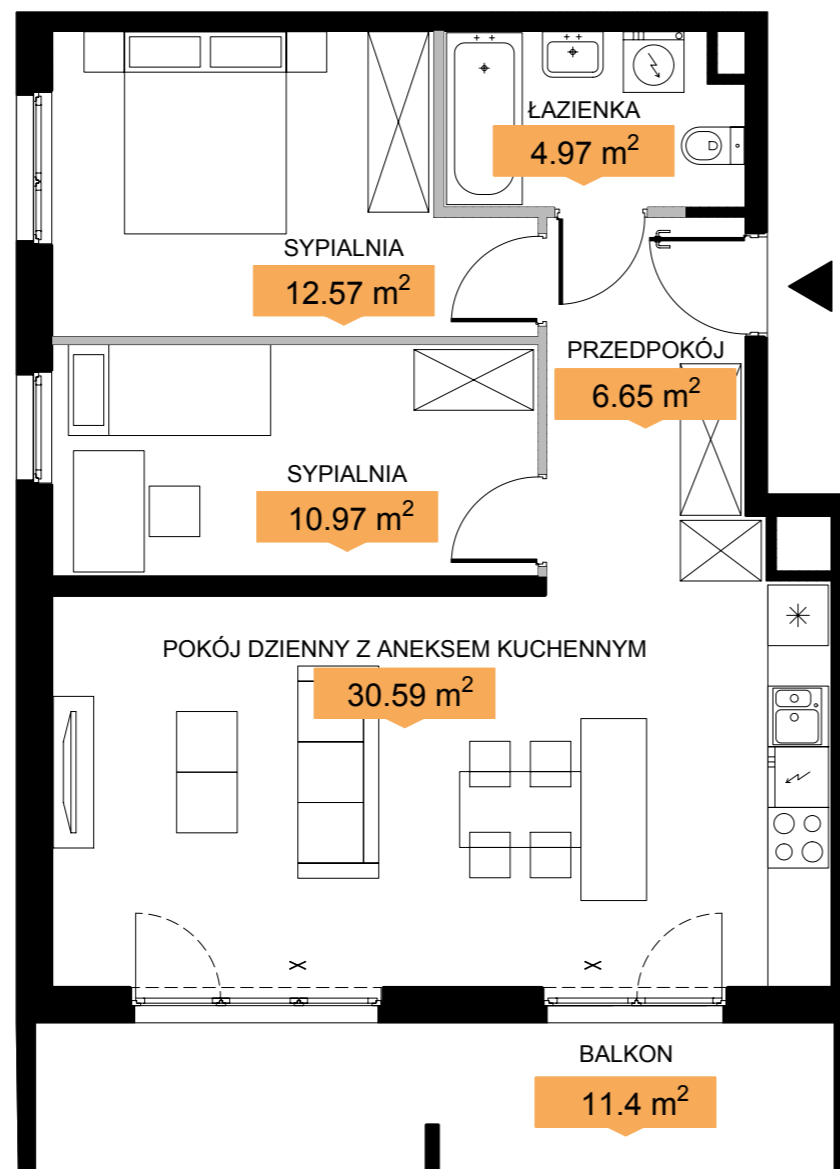 ŁAZIENKA
4.97 m²
SYPIALNIA
12.57 m²
PRZEDPOKÓJ
6.65 m²
SYPIALNIA
10.97 m²
POKÓJ DZIENNY Z ANEKSEM KUCHENNYM
30.59 m²
BALKON
11.4 m²